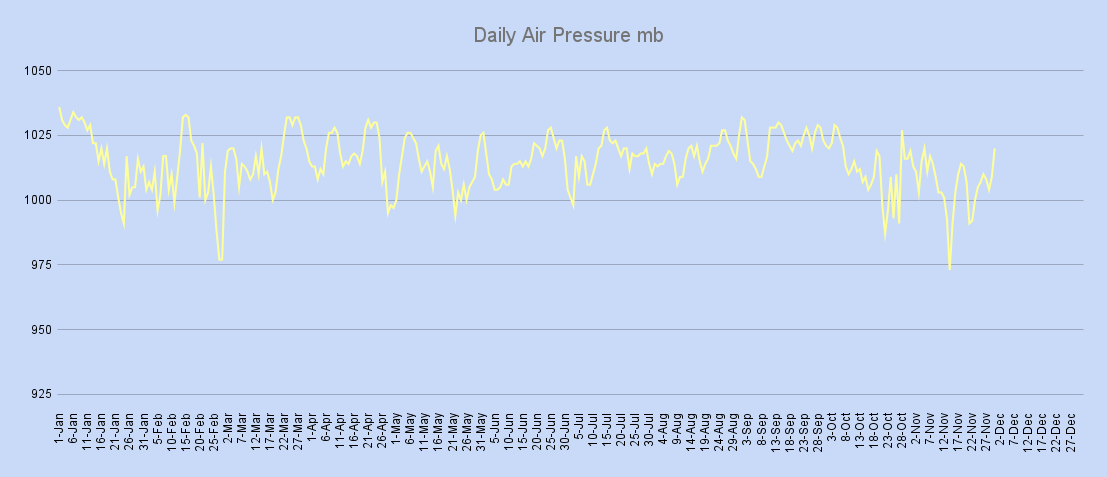 Daily Air Pressure mb
1050
1025
1000
975
950
925
1-Jan
6-Jan
11-Jan
16-Jan
21-Jan
26-Jan
31-Jan
5-Feb
10-Feb
15-Feb
20-Feb
25-Feb
2-Mar
7-Mar
12-Mar
17-Mar
22-Mar
27-Mar
1-Apr
6-Apr
11-Apr
16-Apr
21-Apr
26-Apr
1-May
6-May
11-May
16-May
21-May
26-May
31-May
5-Jun
10-Jun
15-Jun
20-Jun
25-Jun
30-Jun
5-Jul
10-Jul
15-Jul
20-Jul
25-Jul
30-Jul
4-Aug
9-Aug
14-Aug
19-Aug
24-Aug
29-Aug
3-Sep
8-Sep
13-Sep
18-Sep
23-Sep
28-Sep
3-Oct
8-Oct
13-Oct
18-Oct
23-Oct
28-Oct
2-Nov
7-Nov
12-Nov
17-Nov
22-Nov
27-Nov
2-Dec
7-Dec
12-Dec
17-Dec
22-Dec
27-Dec